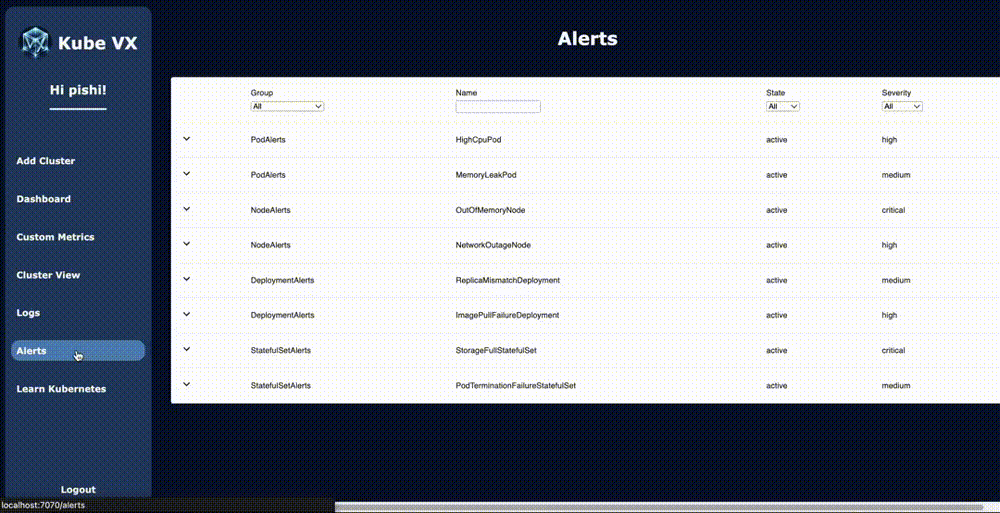 Kube VX
Hi pishi!
Add Cluster
Dashboard
Custom Metrics
Cluster View
Logs
Alerts
Learn Kubernetes
Logout
localhost:7070/alerts
Alerts
Group Name State Severity
All All All
PodAlerts HighCpuPod active high
PodAlerts MemoryLeakPod active medium
NodeAlerts OutOfMemoryNode active critical
NodeAlerts NetworkOutageNode active high
DeploymentAlerts ReplicaMismatchDeployment active medium
DeploymentAlerts ImagePullFailureDeployment active high
StatefulSetAlerts StorageFullStatefulSet active critical
StatefulSetAlerts PodTerminationFailureStatefulSet active medium